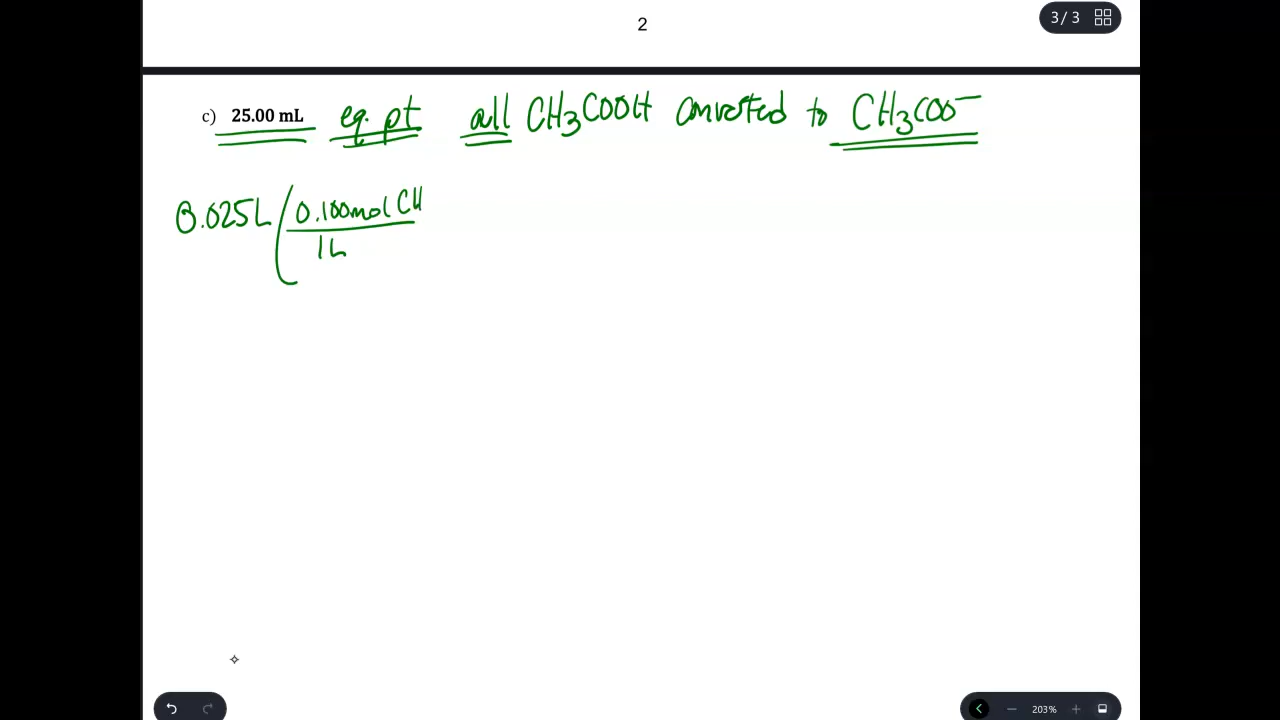 3/3
2
c) 25.00 mL eq. pt all CH3COOH converted to CH3COO⁻
0.025L (0.100mol CH
1L
203%